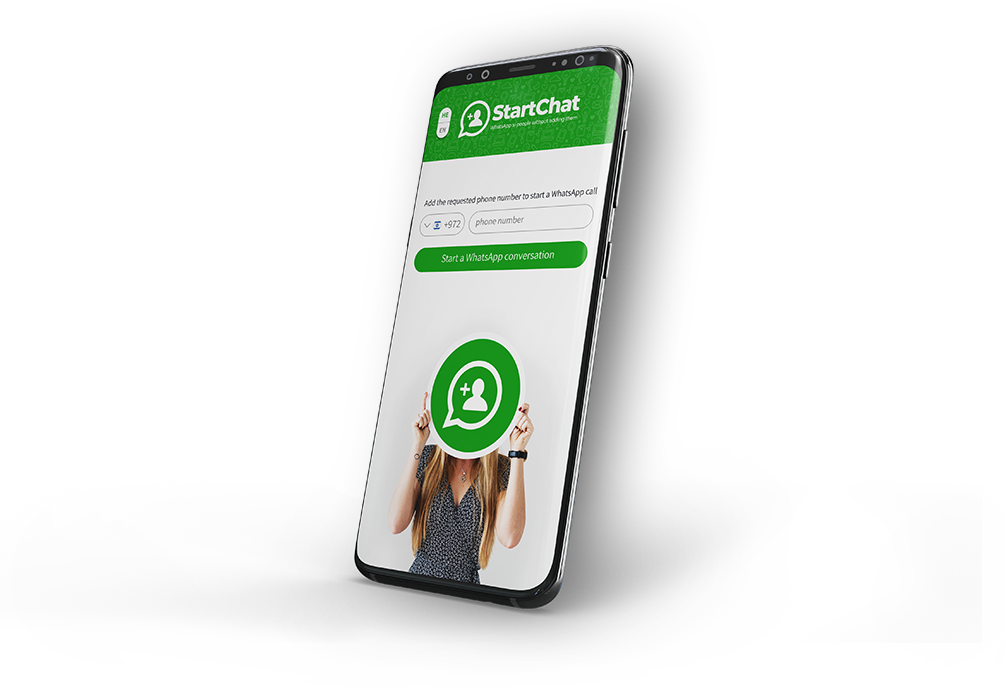 HE
EN
StartChat
WhatsApp a people without adding them
Add the requested phone number to start a WhatsApp call
+972
phone number
Start a WhatsApp conversation